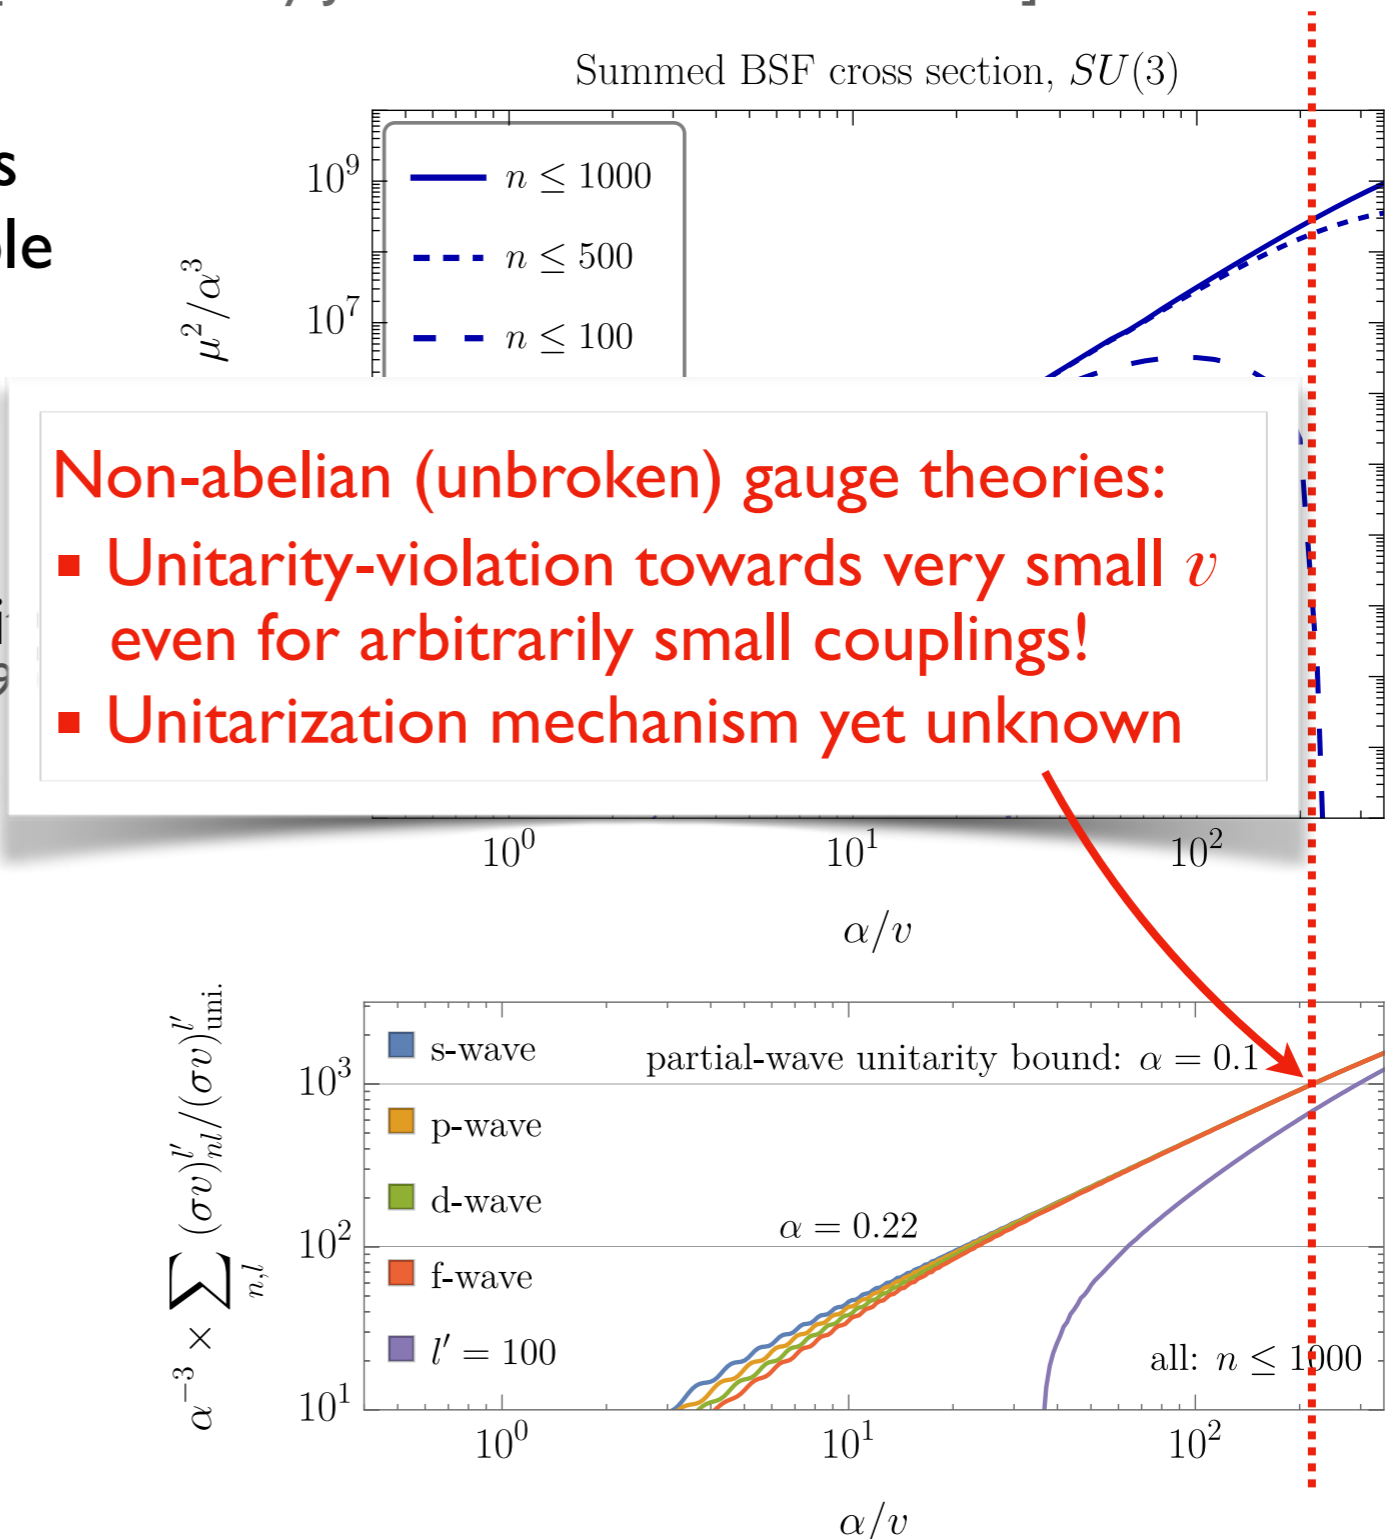 Summed BSF cross section, SU(3)
10⁹
10⁷
μ²/α³
n ≤ 1000
n ≤ 500
n ≤ 100
Non-abelian (unbroken) gauge theories:
▪ Unitarity-violation towards very small v
even for arbitrarily small couplings!
▪ Unitarization mechanism yet unknown
10⁰ 10¹ 10²
α/v
α⁻³ × ∑ₙ,ₗ (σv)ₙₗˡ′/(σv)ᵤₙᵢ.ˡ′
10³
10²
10¹
s-wave
p-wave
d-wave
f-wave
l′ = 100
partial-wave unitarity bound: α = 0.1
α = 0.22
all: n ≤ 1000
10⁰ 10¹ 10²
α/v